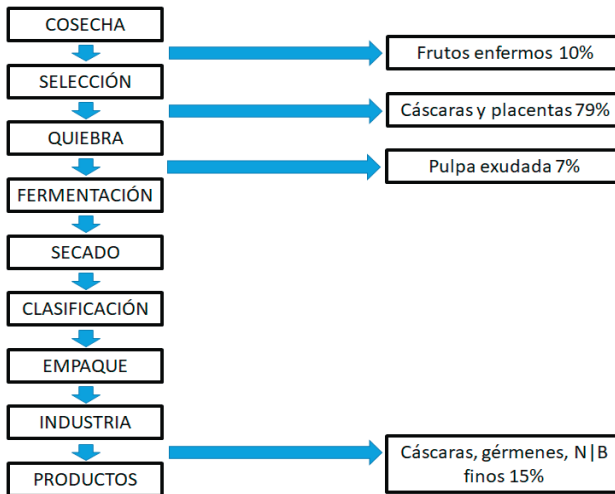 COSECHA
Frutos enfermos 10%
SELECCIÓN
Cáscaras y placentas 79%
QUIEBRA
Pulpa exudada 7%
FERMENTACIÓN
SECADO
CLASIFICACIÓN
EMPAQUE
INDUSTRIA
Cáscaras, gérmenes, N|B
finos 15%
PRODUCTOS